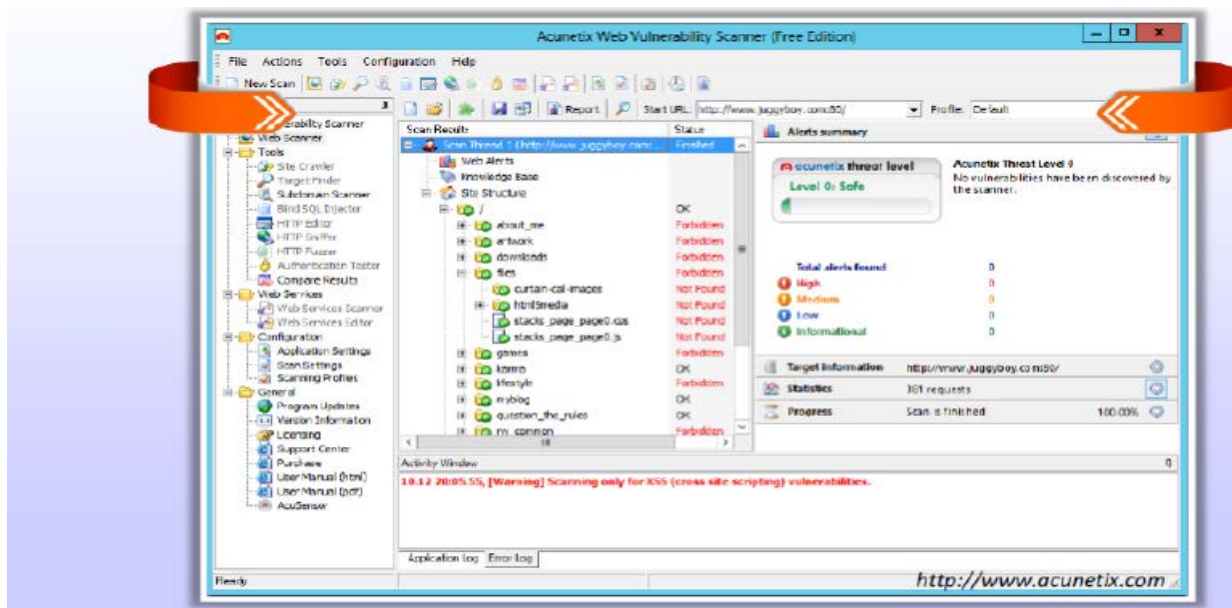 Acunetix Web Vulnerability Scanner (Free Edition)
File Actions Tools Configuration Help
New Scan Report Start URL: http://www.juggyboy.com:80/ Profile: Default
Web Scanner
Tools
Site Crawler
Target Finder
Subdomain Scanner
Blind SQL Injector
HTTP Editor
HTTP Sniffer
HTTP Fuzzer
Authentication Tester
Compare Results
Web Services
Web Services Scanner
Web Services Editor
Configuration
Application Settings
Scan Settings
Scanning Profiles
General
Program Updates
Version Information
Licensing
Support Center
Purchase
User Manual (html)
User Manual (pdf)
AcuSensor
Scan Results Status
Scan Thread 1 (http://www.juggyboy.com... Finished
Web Alerts
Knowledge Base
Site Structure
/ OK
about_me Forbidden
artwork Forbidden
downloads Forbidden
files Forbidden
curtain-call-images Not Found
html5media Not Found
stacks_page_page0.css Not Found
stacks_page_page0.js Not Found
games Forbidden
karma OK
lifestyle Forbidden
myblog OK
question_the_rules OK
rw_common Forbidden
Alerts summary
acunetix threat level
Level 0: Safe
Acunetix Threat Level 0
No vulnerabilities have been discovered by
the scanner.
Total alerts found 0
High 0
Medium 0
Low 0
Informational 0
Target information http://www.juggyboy.com:80/
Statistics 361 requests
Progress Scan is finished 100.00%
Activity Window
10.12 20:05.55, [Warning] Scanning only for XSS (cross site scripting) vulnerabilities.
Application Log Error Log
Ready
http://www.acunetix.com